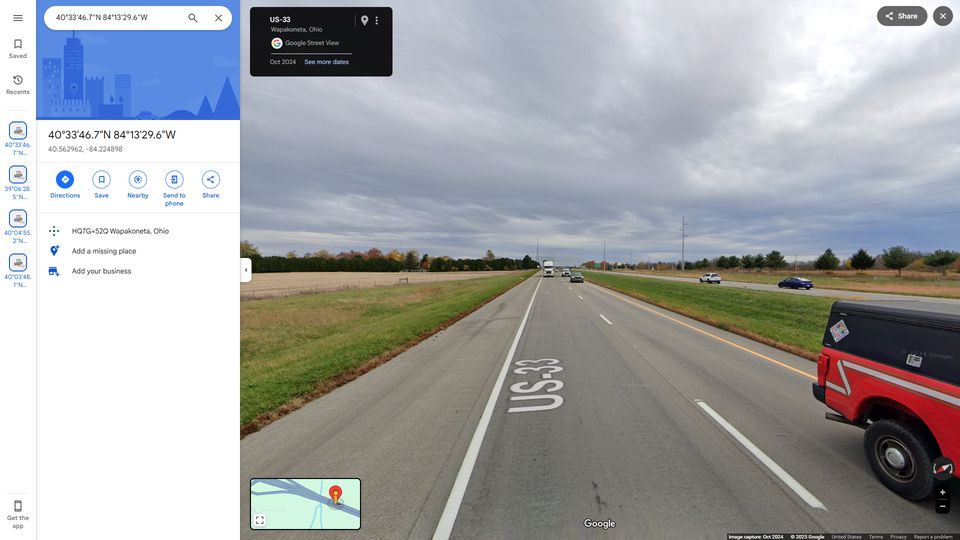 40°33'46.7"N 84°13'29.6"W
Saved
Recents
40°33'46.
7"N...
39°06'28.
5"N...
40°04'55.
2"N...
40°03'48.
1"N...
Get the
app
40°33'46.7"N 84°13'29.6"W
40.562962, -84.224898
Directions
Save
Nearby
Send to
phone
Share
HQ7G+52Q Wapakoneta, Ohio
Add a missing place
Add your business
US-33
Wapakoneta, Ohio
Google Street View
Oct 2024 See more dates
Share
US-33
© 2025 Google
Google
Image capture: Oct 2024 © 2025 Google United States Terms Privacy Report a problem